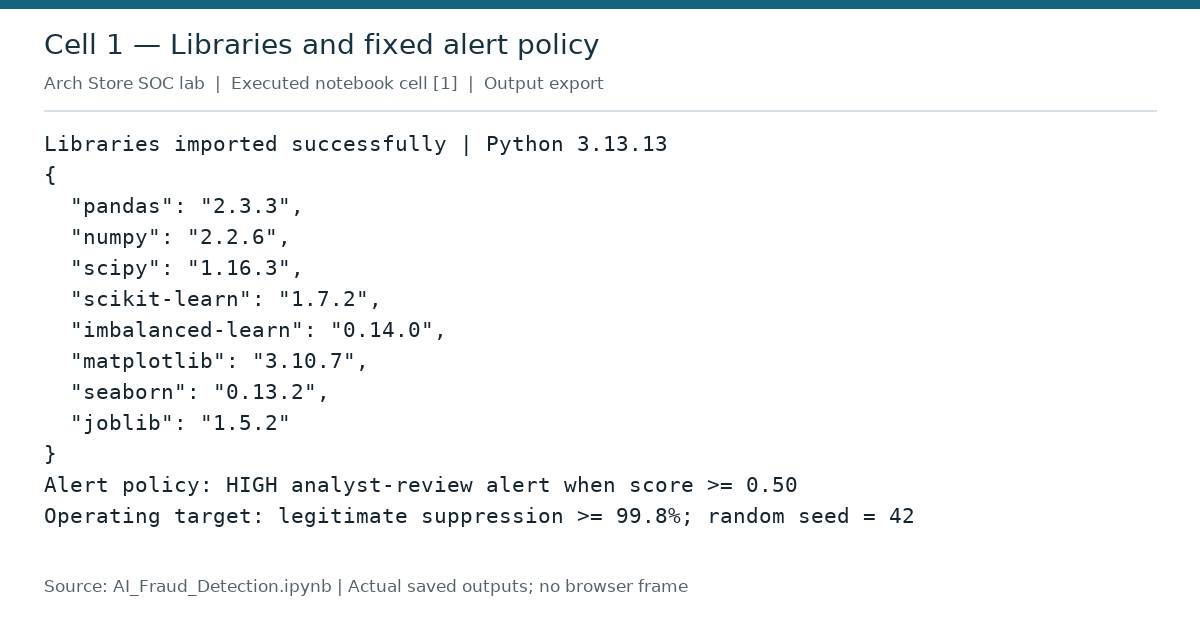 Cell 1 — Libraries and fixed alert policy
Arch Store SOC lab | Executed notebook cell [1] | Output export
Libraries imported successfully | Python 3.13.13
{
  "pandas": "2.3.3",
  "numpy": "2.2.6",
  "scipy": "1.16.3",
  "scikit-learn": "1.7.2",
  "imbalanced-learn": "0.14.0",
  "matplotlib": "3.10.7",
  "seaborn": "0.13.2",
  "joblib": "1.5.2"
}
Alert policy: HIGH analyst-review alert when score >= 0.50
Operating target: legitimate suppression >= 99.8%; random seed = 42
Source: AI_Fraud_Detection.ipynb | Actual saved outputs; no browser frame